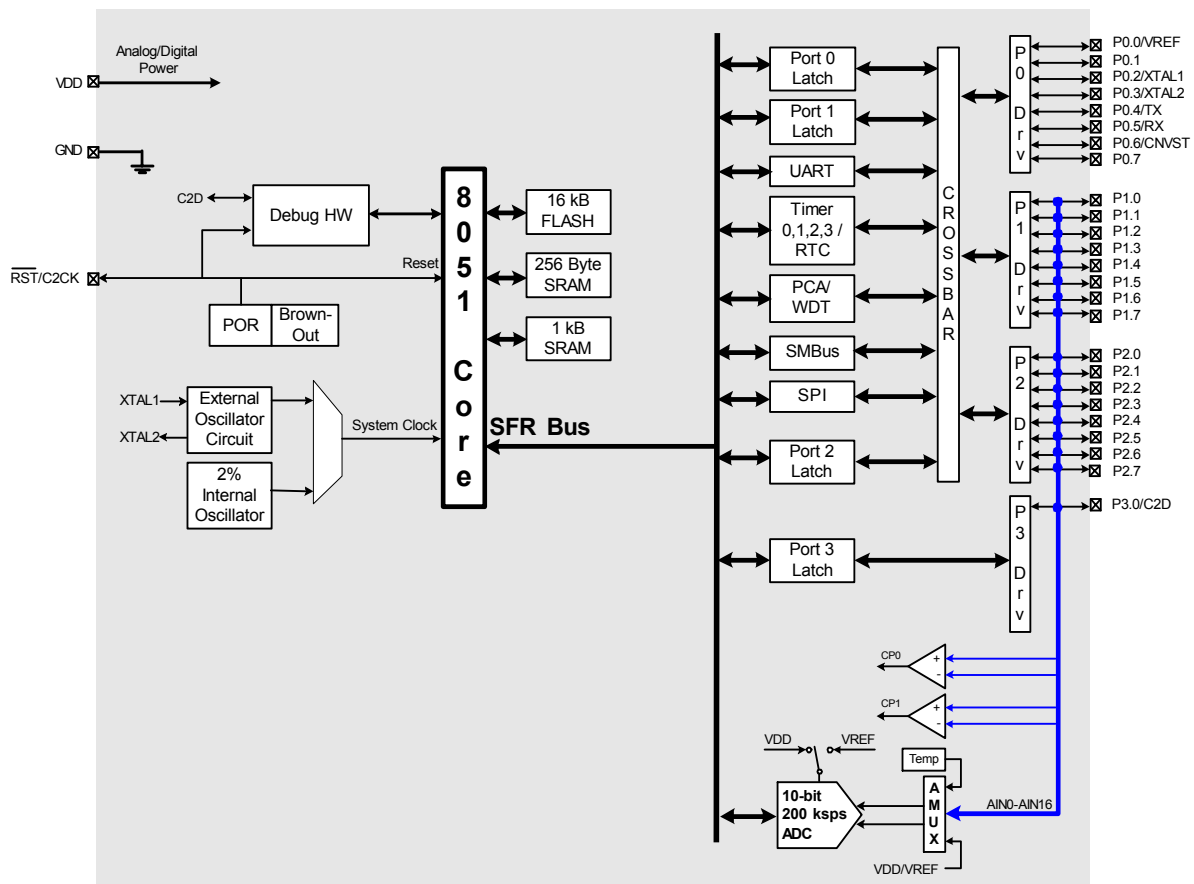 Analog/Digital
Power
VDD
GND
C2D
Debug HW
RST/C2CK
Reset
POR
Brown-
Out
XTAL1
XTAL2
External
Oscillator
Circuit
2%
Internal
Oscillator
System Clock
8051 Core
16 kB
FLASH
256 Byte
SRAM
1 kB
SRAM
SFR Bus
Port 0
Latch
Port 1
Latch
UART
Timer
0,1,2,3 /
RTC
PCA/
WDT
SMBus
SPI
Port 2
Latch
Port 3
Latch
CROSSBAR
P0 Drv
P0.0/VREF
P0.1
P0.2/XTAL1
P0.3/XTAL2
P0.4/TX
P0.5/RX
P0.6/CNVST
P0.7
P1 Drv
P1.0
P1.1
P1.2
P1.3
P1.4
P1.5
P1.6
P1.7
P2 Drv
P2.0
P2.1
P2.2
P2.3
P2.4
P2.5
P2.6
P2.7
P3 Drv
P3.0/C2D
CP0
+
-
CP1
+
-
VDD
VREF
Temp
10-bit
200 ksps
ADC
AMUX
AIN0-AIN16
VDD/VREF